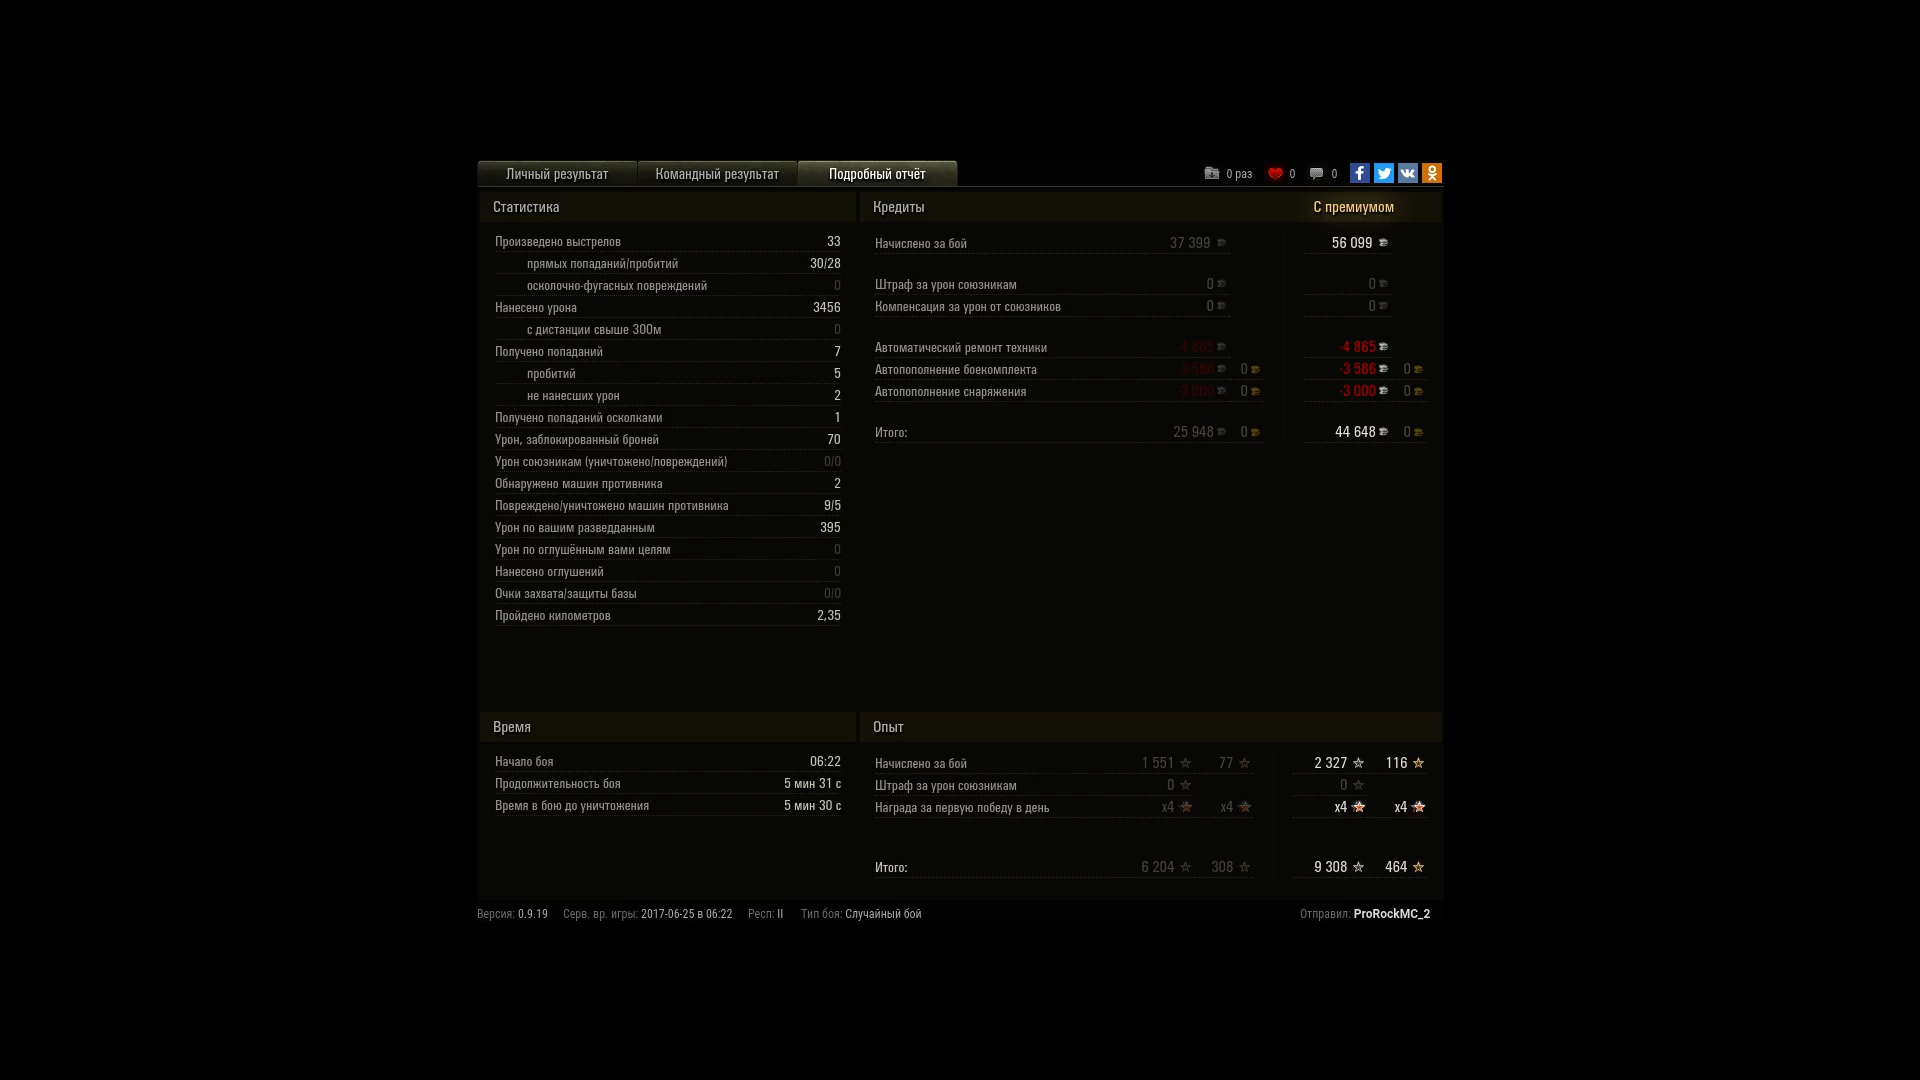 Личный результат Командный результат Подробный отчёт 0 раз 0 0
Статистика
Произведено выстрелов 33
прямых попаданий/пробитий 30/28
осколочно-фугасных повреждений 0
Нанесено урона 3456
с дистанции свыше 300м 0
Получено попаданий 7
пробитий 5
не нанесших урон 2
Получено попаданий осколками 1
Урон, заблокированный броней 70
Урон союзникам (уничтожено/повреждений) 0/0
Обнаружено машин противника 2
Повреждено/уничтожено машин противника 9/5
Урон по вашим разведданным 395
Урон по оглушённым вами целям 0
Нанесено оглушений 0
Очки захвата/защиты базы 0/0
Пройдено километров 2,35
Кредиты С премиумом
Начислено за бой 37 399 56 099
Штраф за урон союзникам 0 0
Компенсация за урон от союзников 0 0
Автоматический ремонт техники -4 865 -4 865
Автопополнение боекомплекта -3 586 0 -3 586 0
Автопополнение снаряжения -3 000 0 -3 000 0
Итого: 25 948 0 44 648 0
Время
Начало боя 06:22
Продолжительность боя 5 мин 31 с
Время в бою до уничтожения 5 мин 30 с
Опыт
Начислено за бой 1 551 77 2 327 116
Штраф за урон союзникам 0 0
Награда за первую победу в день x4 x4 x4 x4
Итого: 6 204 308 9 308 464
Версия: 0.9.19 Серв. вр. игры: 2017-06-25 в 06:22 Респ: II Тип боя: Случайный бой Отправил: ProRockMC_2